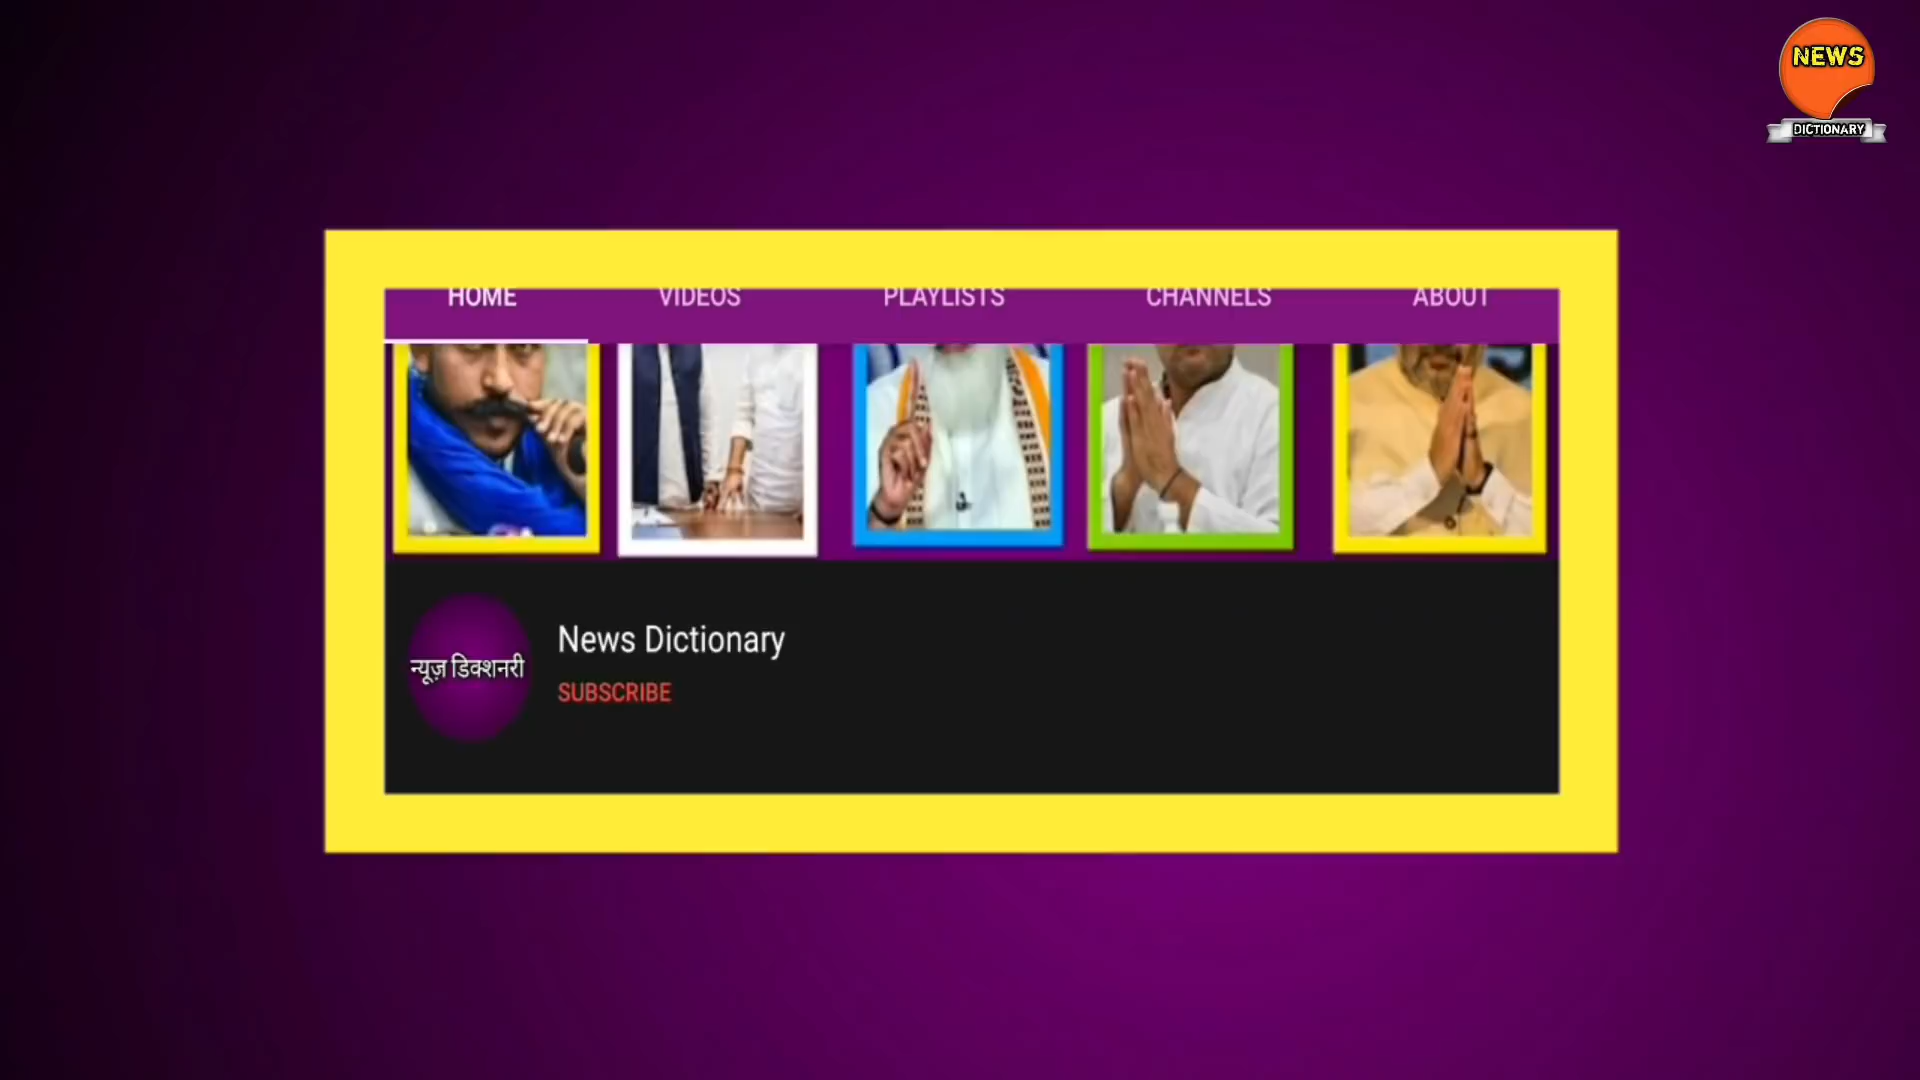 NEWS
DICTIONARY
HOME VIDEOS PLAYLISTS CHANNELS ABOUT
न्यूज़ डिक्शनरी
News Dictionary
SUBSCRIBE